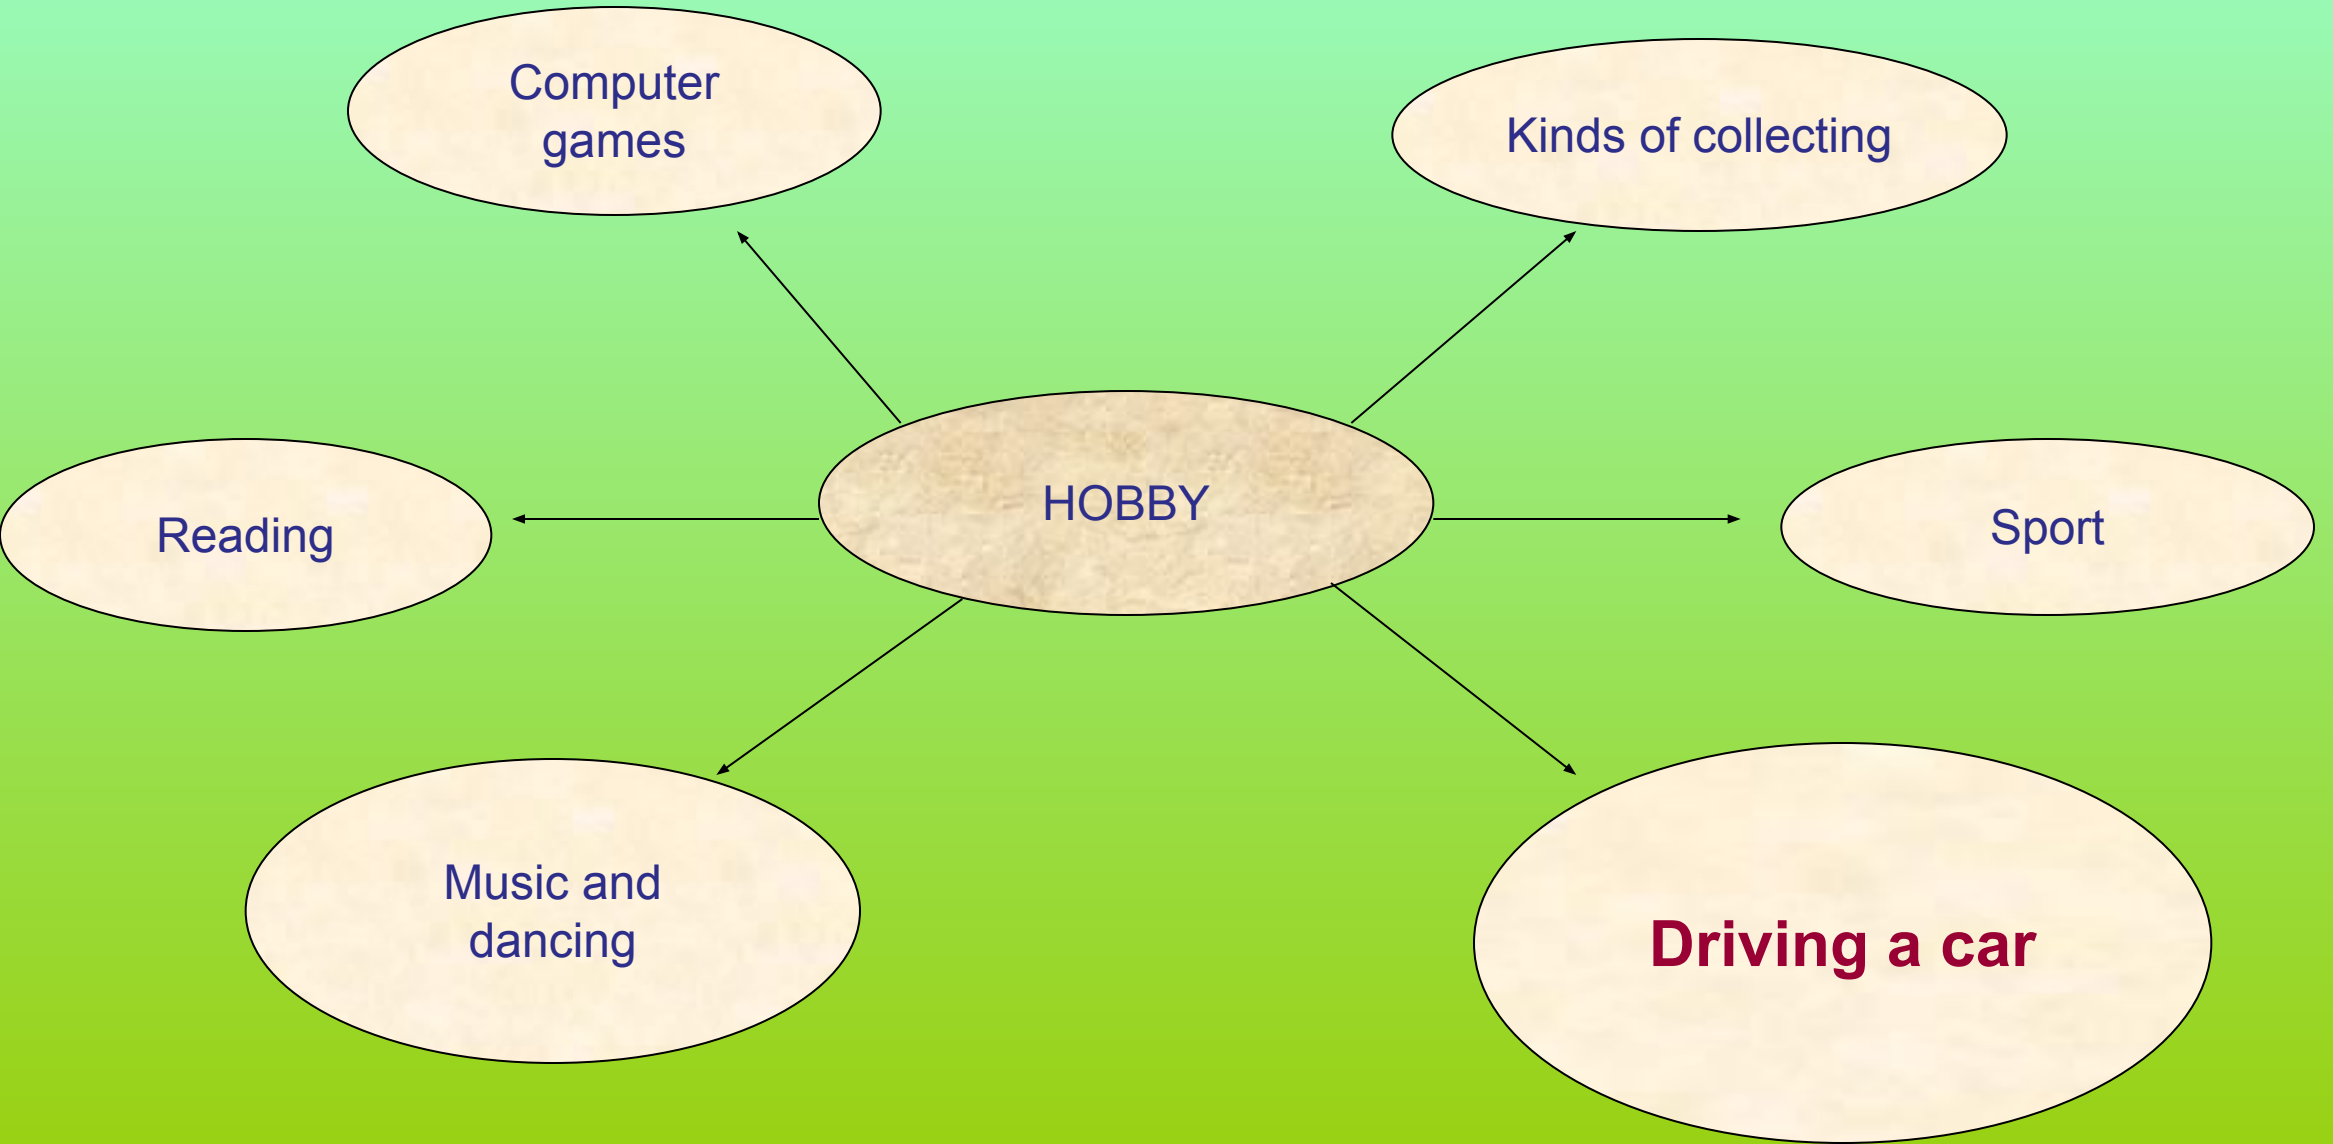 Computer
games
Kinds of collecting
HOBBY
Reading
Sport
Music and
dancing
Driving a car